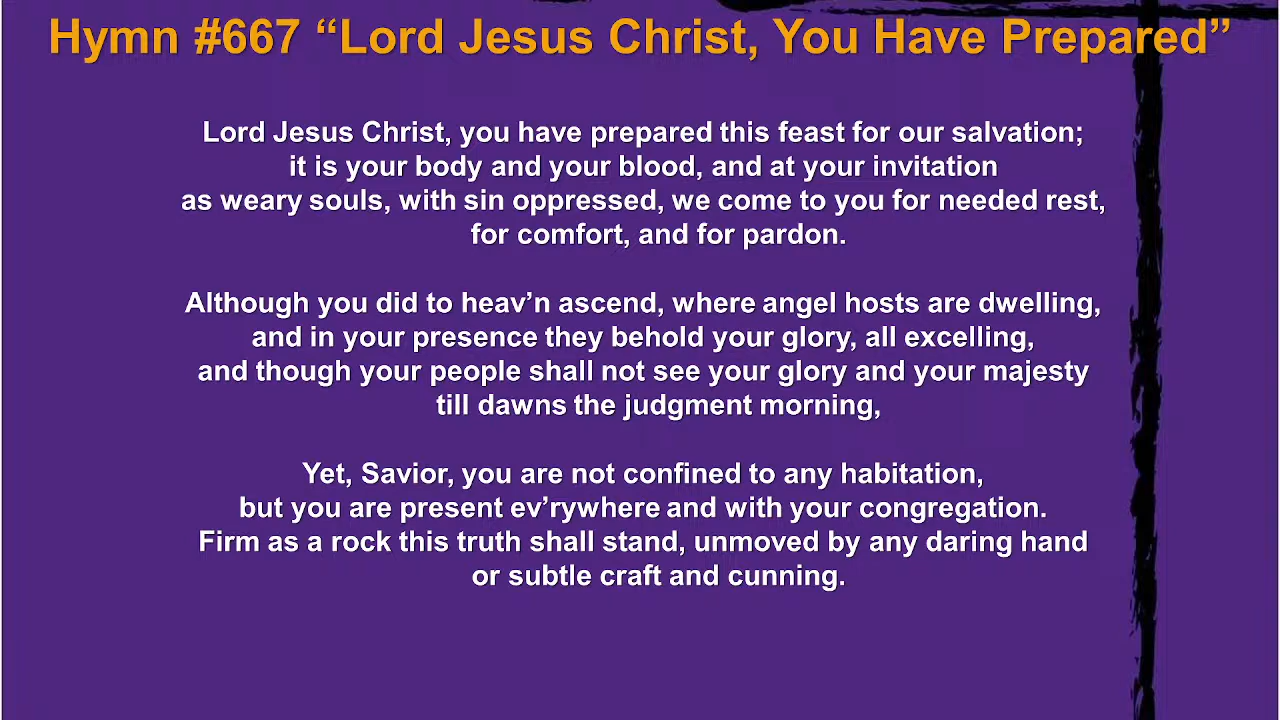 Hymn #667 “Lord Jesus Christ, You Have Prepared”
Lord Jesus Christ, you have prepared this feast for our salvation;
it is your body and your blood, and at your invitation
as weary souls, with sin oppressed, we come to you for needed rest,
for comfort, and for pardon.
Although you did to heav’n ascend, where angel hosts are dwelling,
and in your presence they behold your glory, all excelling,
and though your people shall not see your glory and your majesty
till dawns the judgment morning,
Yet, Savior, you are not confined to any habitation,
but you are present ev’rywhere and with your congregation.
Firm as a rock this truth shall stand, unmoved by any daring hand
or subtle craft and cunning.